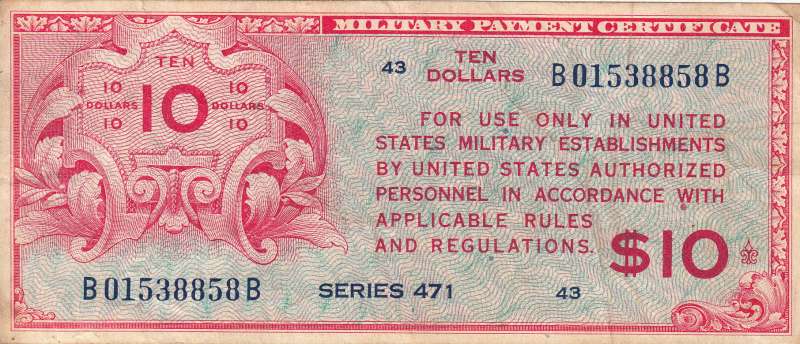 MILITARY PAYMENT CERTIFICATE
TEN
10 10
DOLLARS 10 DOLLARS
10 10
43 TEN DOLLARS B01538858B
FOR USE ONLY IN UNITED
STATES MILITARY ESTABLISHMENTS
BY UNITED STATES AUTHORIZED
PERSONNEL IN ACCORDANCE WITH
APPLICABLE RULES
AND REGULATIONS.
$10
B01538858B SERIES 471 43